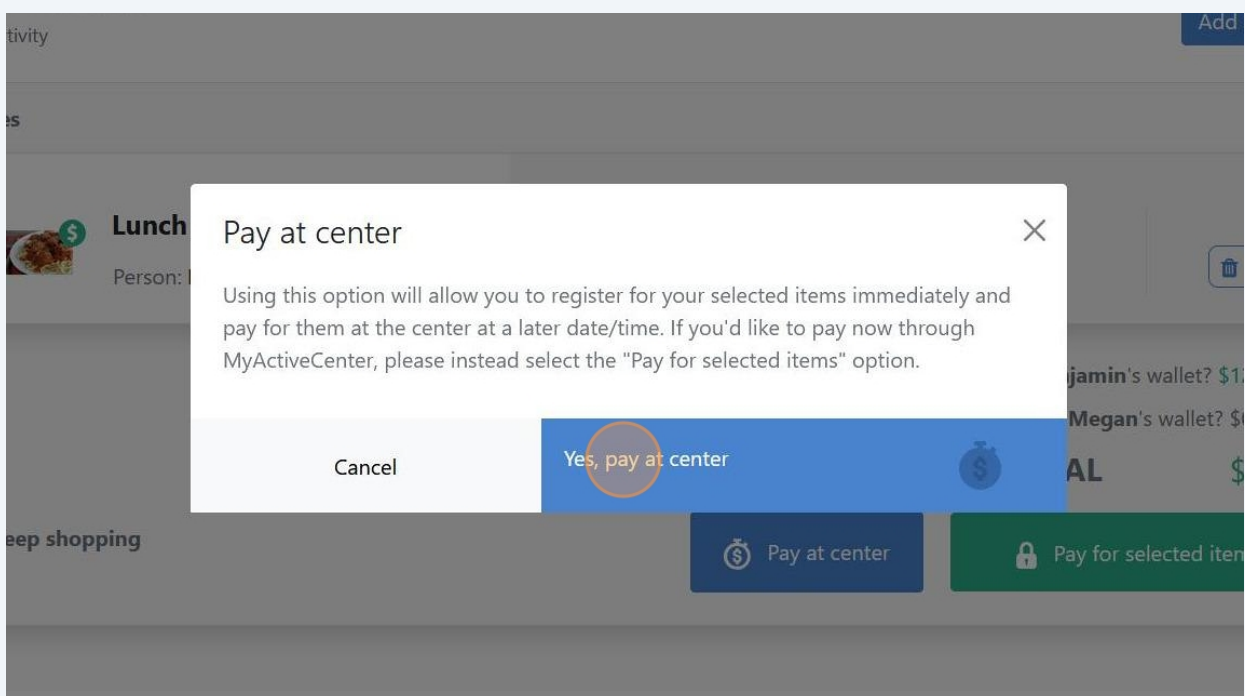 tivity
Add
es
Lunch
Person:
Pay at center
Using this option will allow you to register for your selected items immediately and
pay for them at the center at a later date/time. If you'd like to pay now through
MyActiveCenter, please instead select the "Pay for selected items" option.
jamin's wallet? $1
Megan's wallet? $
Cancel
Yes, pay at center
$
AL
$
eep shopping
$
Pay at center
Pay for selected item